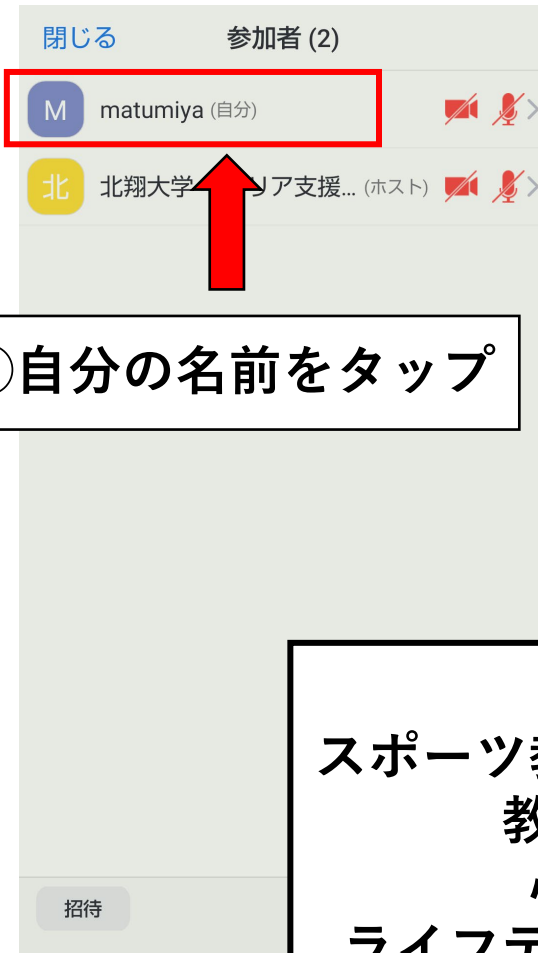 閉じる 参加者 (2)
M matumiya (自分)
北 北翔大学 リア支援... (ホスト)
自分の名前をタップ
スポーツ
ライフデ
招待